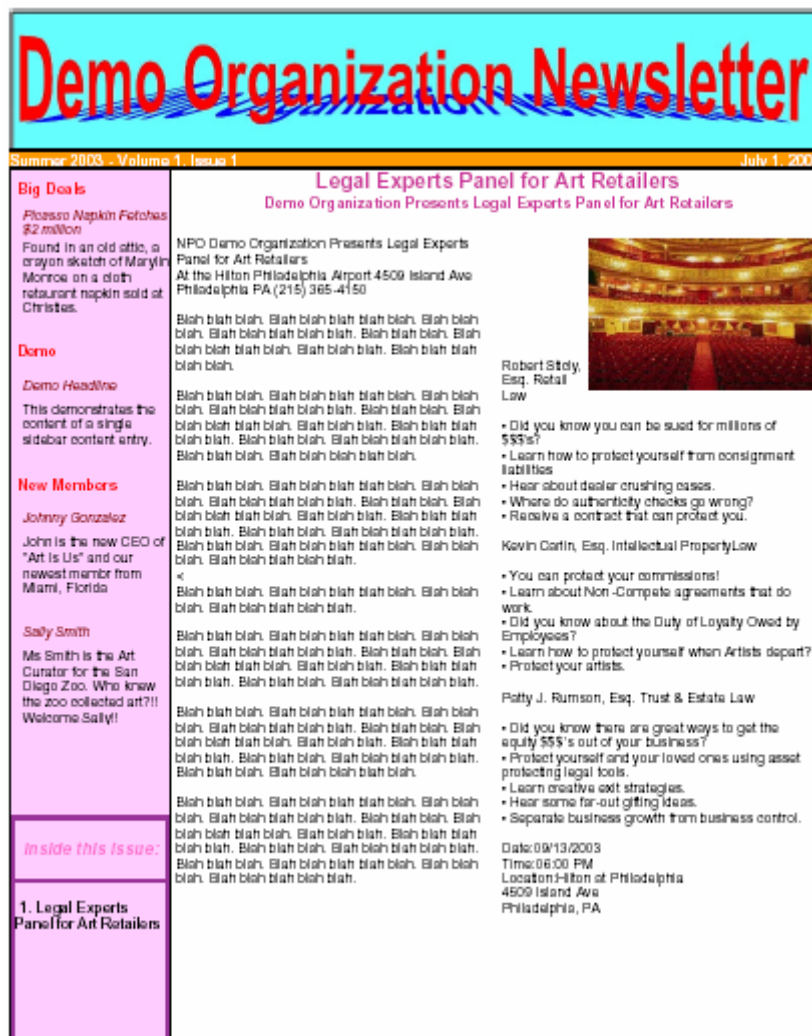 Demo Organization Newsletter
Summer 2003 - Volume 1, Issue 1
July 1, 200
Big Deals
Picasso Napkin Fetches
$2 million
Found in an old attic, a
crayon sketch of Marylin
Monroe on a cloth
retaurant napkin sold at
Christies.
Demo
Demo Headline
This demonstrates the
content of a single
sidebar content entry.
New Members
Johnny Gonzalez
John is the new CEO of
"Art Is Us" and our
newest membr from
Miami, Florida
Sally Smith
Ms Smith is the Art
Curator for the San
Diego Zoo. Who knew
the zoo collected art?!!
Welcome Sally!!
Inside this Issue:
1. Legal Experts
Panel for Art Retailers
Legal Experts Panel for Art Retailers
Demo Organization Presents Legal Experts Panel for Art Retailers
NPO Demo Organization Presents Legal Experts
Panel for Art Retailers
At the Hilton Philadelphia Airport 4509 Island Ave
Philadelphia PA (215) 365-4150
Blah blah blah. Blah blah blah blah blah. Blah blah
blah. Blah blah blah blah blah. Blah blah blah. Blah
blah blah blah blah. Blah blah blah. Blah blah blah
blah blah.
Blah blah blah. Blah blah blah blah blah. Blah blah
blah. Blah blah blah blah blah. Blah blah blah. Blah
blah blah blah blah. Blah blah blah. Blah blah blah
blah blah. Blah blah blah. Blah blah blah blah blah.
Blah blah blah. Blah blah blah blah blah.
Blah blah blah. Blah blah blah blah blah. Blah blah
blah. Blah blah blah blah blah. Blah blah blah. Blah
blah blah blah blah. Blah blah blah. Blah blah blah
blah blah. Blah blah blah. Blah blah blah blah blah.
Blah blah blah. Blah blah blah blah blah. Blah blah
blah. Blah blah blah blah blah.
<
Blah blah blah. Blah blah blah blah blah. Blah blah
blah. Blah blah blah blah blah.
Blah blah blah. Blah blah blah blah blah. Blah blah
blah. Blah blah blah blah blah. Blah blah blah. Blah
blah blah blah blah. Blah blah blah. Blah blah blah
blah blah. Blah blah blah. Blah blah blah blah blah.
Blah blah blah. Blah blah blah blah blah. Blah blah
blah. Blah blah blah blah blah. Blah blah blah. Blah
blah blah blah blah. Blah blah blah. Blah blah blah
blah blah. Blah blah blah. Blah blah blah blah blah.
Blah blah blah. Blah blah blah blah blah.
Blah blah blah. Blah blah blah blah blah. Blah blah
blah. Blah blah blah blah blah. Blah blah blah. Blah
blah blah blah blah. Blah blah blah. Blah blah blah
blah blah. Blah blah blah. Blah blah blah blah blah.
Blah blah blah. Blah blah blah blah blah. Blah blah
blah. Blah blah blah blah blah.
Esq. Retail
Law
• Did you know you can be sued for millions of
$$$'s?
• Learn how to protect yourself from consignment
liabilities
• Hear about dealer crushing cases.
• Where do authenticity checks go wrong?
• Receive a contract that can protect you.
Kevin Carlin, Esq. Intellectual PropertyLaw
• You can protect your commissions!
• Learn about Non -Compete agreements that do
work.
• Did you know about the Duty of Loyalty Owed by
Employees?
• Learn how to protect yourself when Artists depart?
• Protect your artists.
Patty J. Rumson, Esq. Trust & Estate Law
• Did you know there are great ways to get the
equity $$$'s out of your business?
• Protect yourself and your loved ones using asset
protecting legal tools.
• Learn creative exit strategies.
• Hear some far-out gifting ideas.
• Separate business growth from business control.
Date:09/13/2003
Time:06:00 PM
Location:Hilton at Philadelphia
4509 Island Ave
Philadelphia, PA